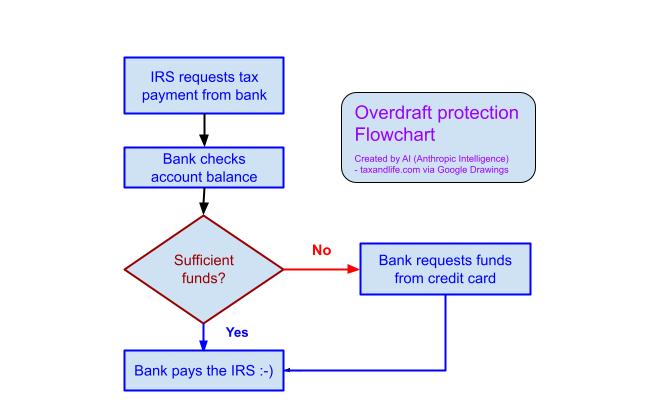 IRS requests tax
payment from bank
Overdraft protection
Flowchart
Created by AI (Anthropic Intelligence)
- taxandlife.com via Google Drawings
Bank checks
account balance
Sufficient
funds?
No
Bank requests funds
from credit card
Yes
Bank pays the IRS :-)